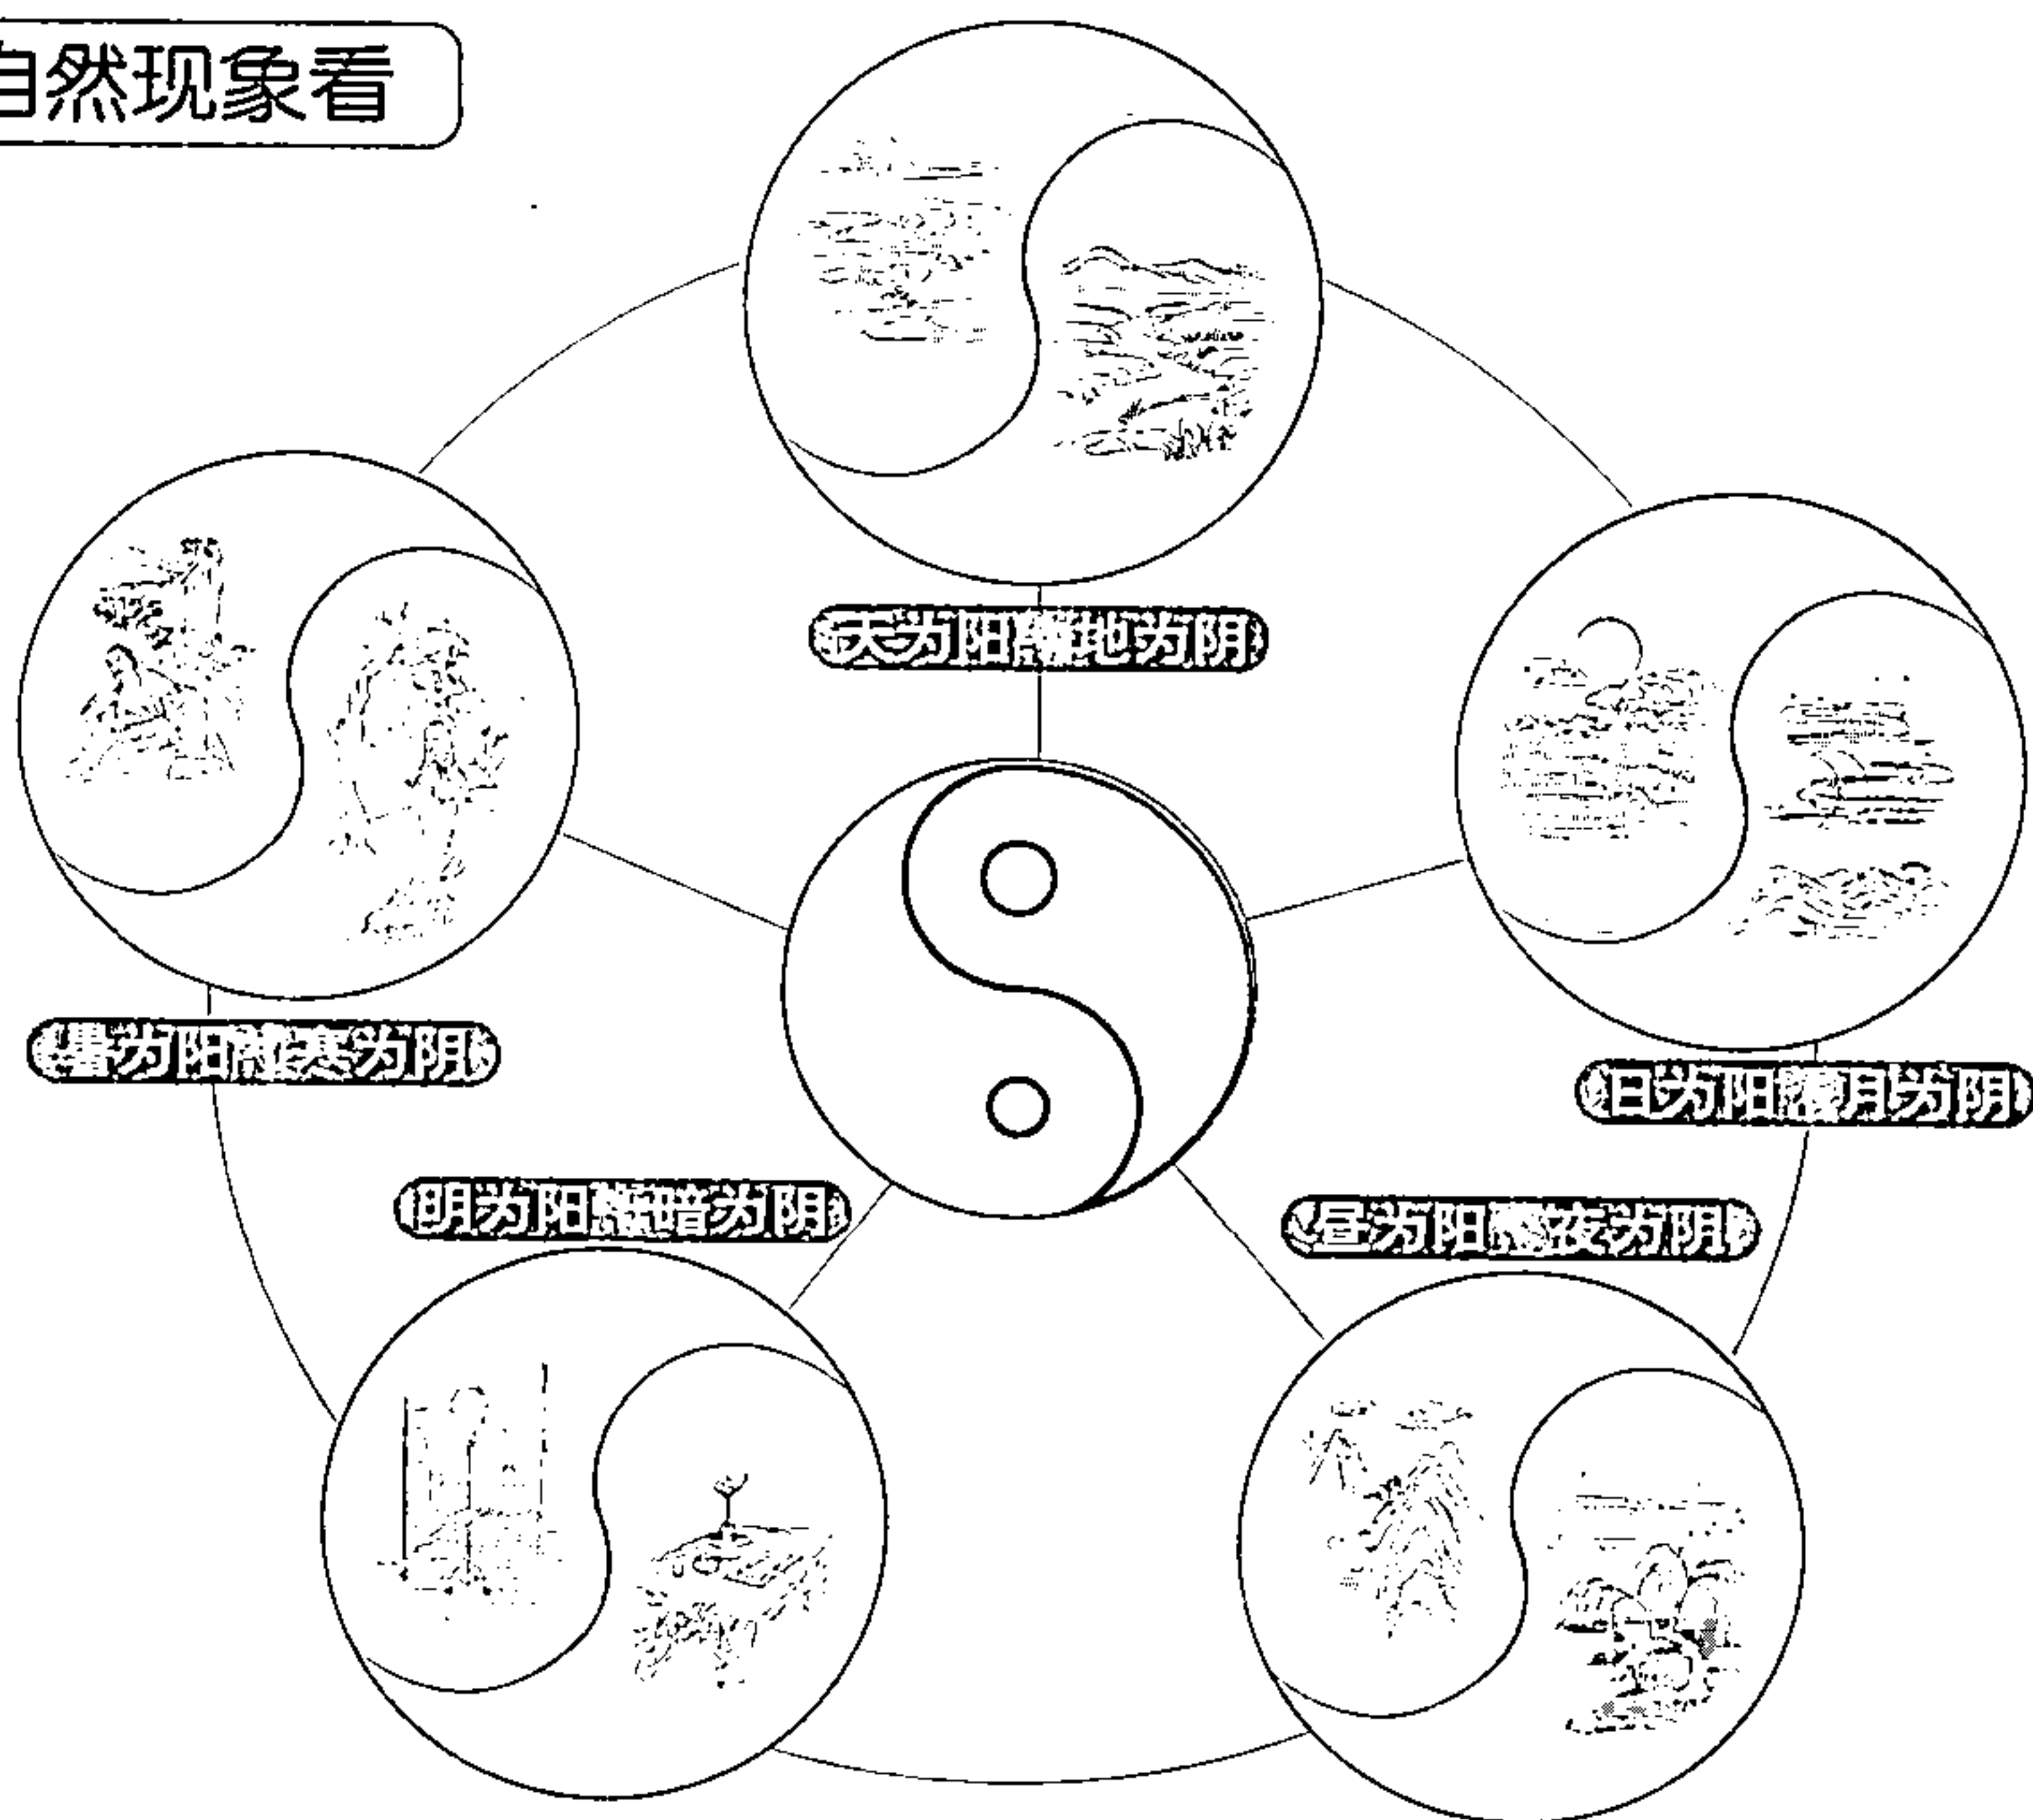 自然现象看
天为阳 地为阴
暑为阳 寒为阴
日为阳 月为阴
明为阳 暗为阴
昼为阳 夜为阴